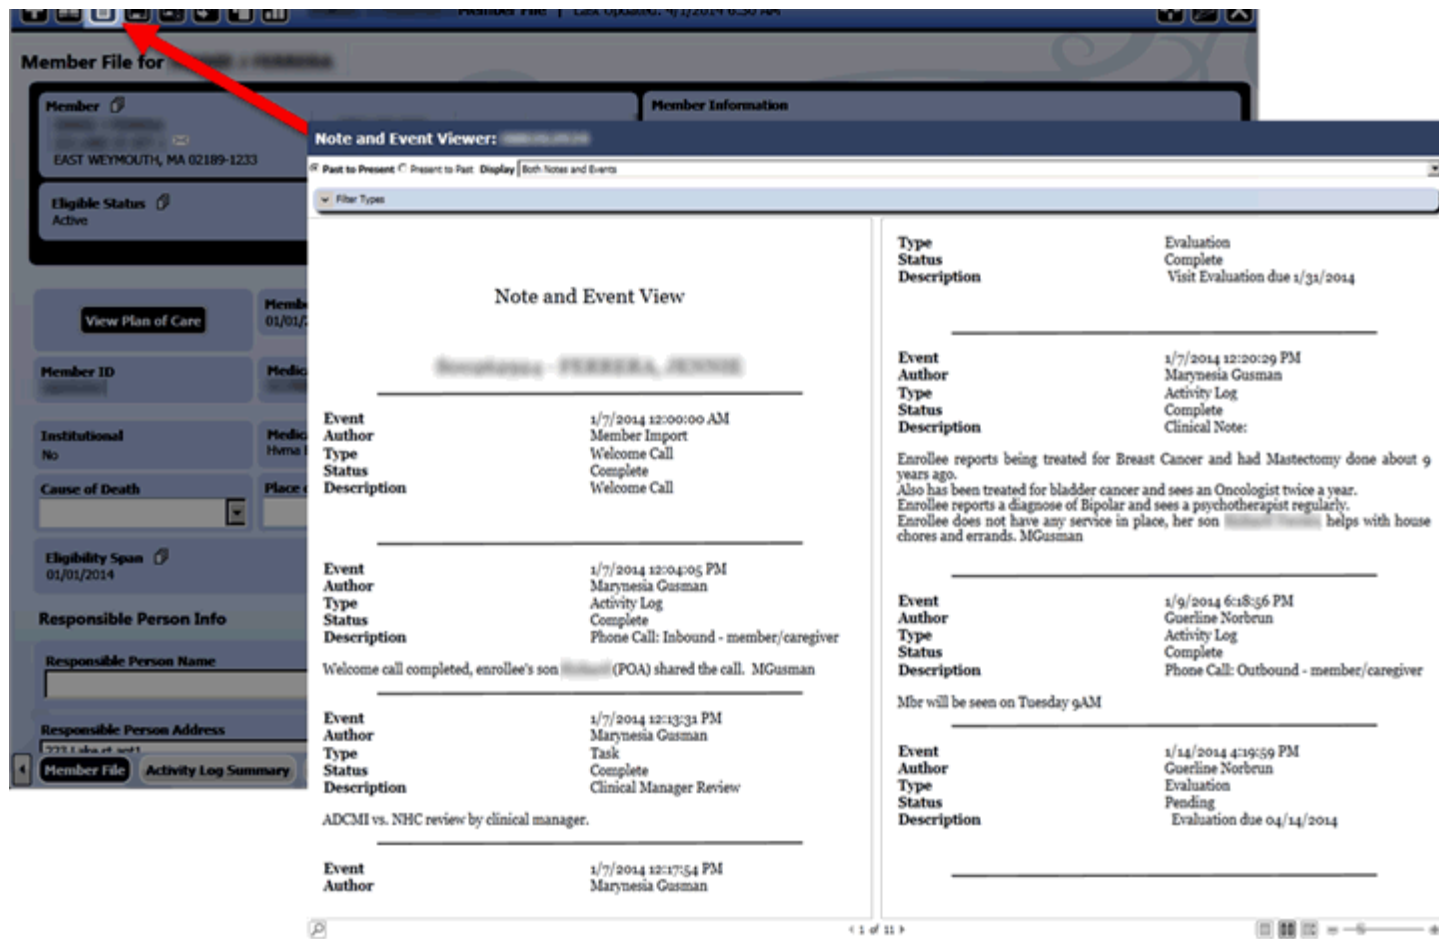 Member File | Last Updated: 4/1/2014 6:30 AM
Member File for
Member
EAST WEYMOUTH, MA 02189-1233
Member Information
Eligible Status
Active
View Plan of Care
01/01/
Member ID
Institutional
No
Cause of Death
Place
Eligibility Span
01/01/2014
Responsible Person Info
Responsible Person Name
Responsible Person Address
Member File
Activity Log Summary
Note and Event Viewer:
Past to Present Present to Past Display Both Notes and Events
Filter Types
Note and Event View
Event 1/7/2014 12:00:00 AM
Author Member Import
Type Welcome Call
Status Complete
Description Welcome Call
Event 1/7/2014 12:04:05 PM
Author Marynesia Gusman
Type Activity Log
Status Complete
Description Phone Call: Inbound - member/caregiver
Welcome call completed, enrollee's son (POA) shared the call. MGusman
Event 1/7/2014 12:13:31 PM
Author Marynesia Gusman
Type Task
Status Complete
Description Clinical Manager Review
ADCMI vs. NHC review by clinical manager.
Event 1/7/2014 12:17:54 PM
Author Marynesia Gusman
Type Evaluation
Status Complete
Description Visit Evaluation due 1/31/2014
Event 1/7/2014 12:20:29 PM
Author Marynesia Gusman
Type Activity Log
Status Complete
Description Clinical Note:
Enrollee reports being treated for Breast Cancer and had Mastectomy done about 9
years ago.
Also has been treated for bladder cancer and sees an Oncologist twice a year.
Enrollee reports a diagnose of Bipolar and sees a psychotherapist regularly.
Enrollee does not have any service in place, her son helps with house
chores and errands. MGusman
Event 1/9/2014 6:18:56 PM
Author Guerline Norbrun
Type Activity Log
Status Complete
Description Phone Call: Outbound - member/caregiver
Mbr will be seen on Tuesday 9AM
Event 1/14/2014 4:19:59 PM
Author Guerline Norbrun
Type Evaluation
Status Pending
Description Evaluation due 04/14/2014
1 of 11